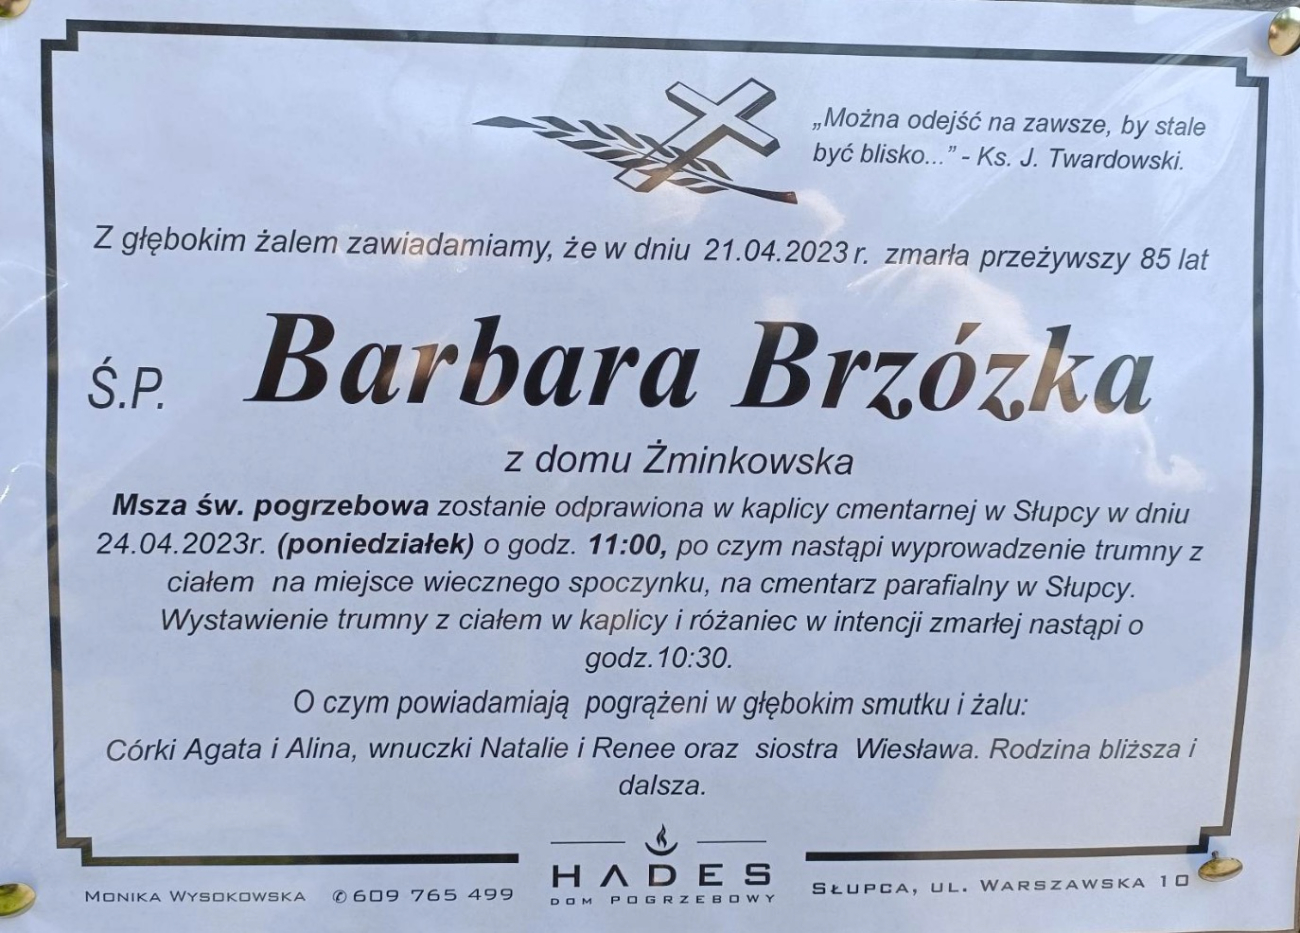 „Można odejść na zawsze, by stale
być blisko...” - Ks. J. Twardowski.
Z głębokim żalem zawiadamiamy, że w dniu 21.04.2023 r. zmarła przeżywszy 85 lat
Ś.P. Barbara Brzózka
z domu Żminkowska
Msza św. pogrzebowa zostanie odprawiona w kaplicy cmentarnej w Słupcy w dniu
24.04.2023r. (poniedziałek) o godz. 11:00, po czym nastąpi wyprowadzenie trumny z
ciałem na miejsce wiecznego spoczynku, na cmentarz parafialny w Słupcy.
Wystawienie trumny z ciałem w kaplicy i różaniec w intencji zmarłej nastąpi o
godz.10:30.
O czym powiadamiają pogrążeni w głębokim smutku i żalu:
Córki Agata i Alina, wnuczki Natalie i Renee oraz siostra Wiesława. Rodzina bliższa i
dalsza.
HADES
DOM POGRZEBOWY
MONIKA WYSOKOWSKA ✆609 765 499
SŁUPCA, UL. WARSZAWSKA 10